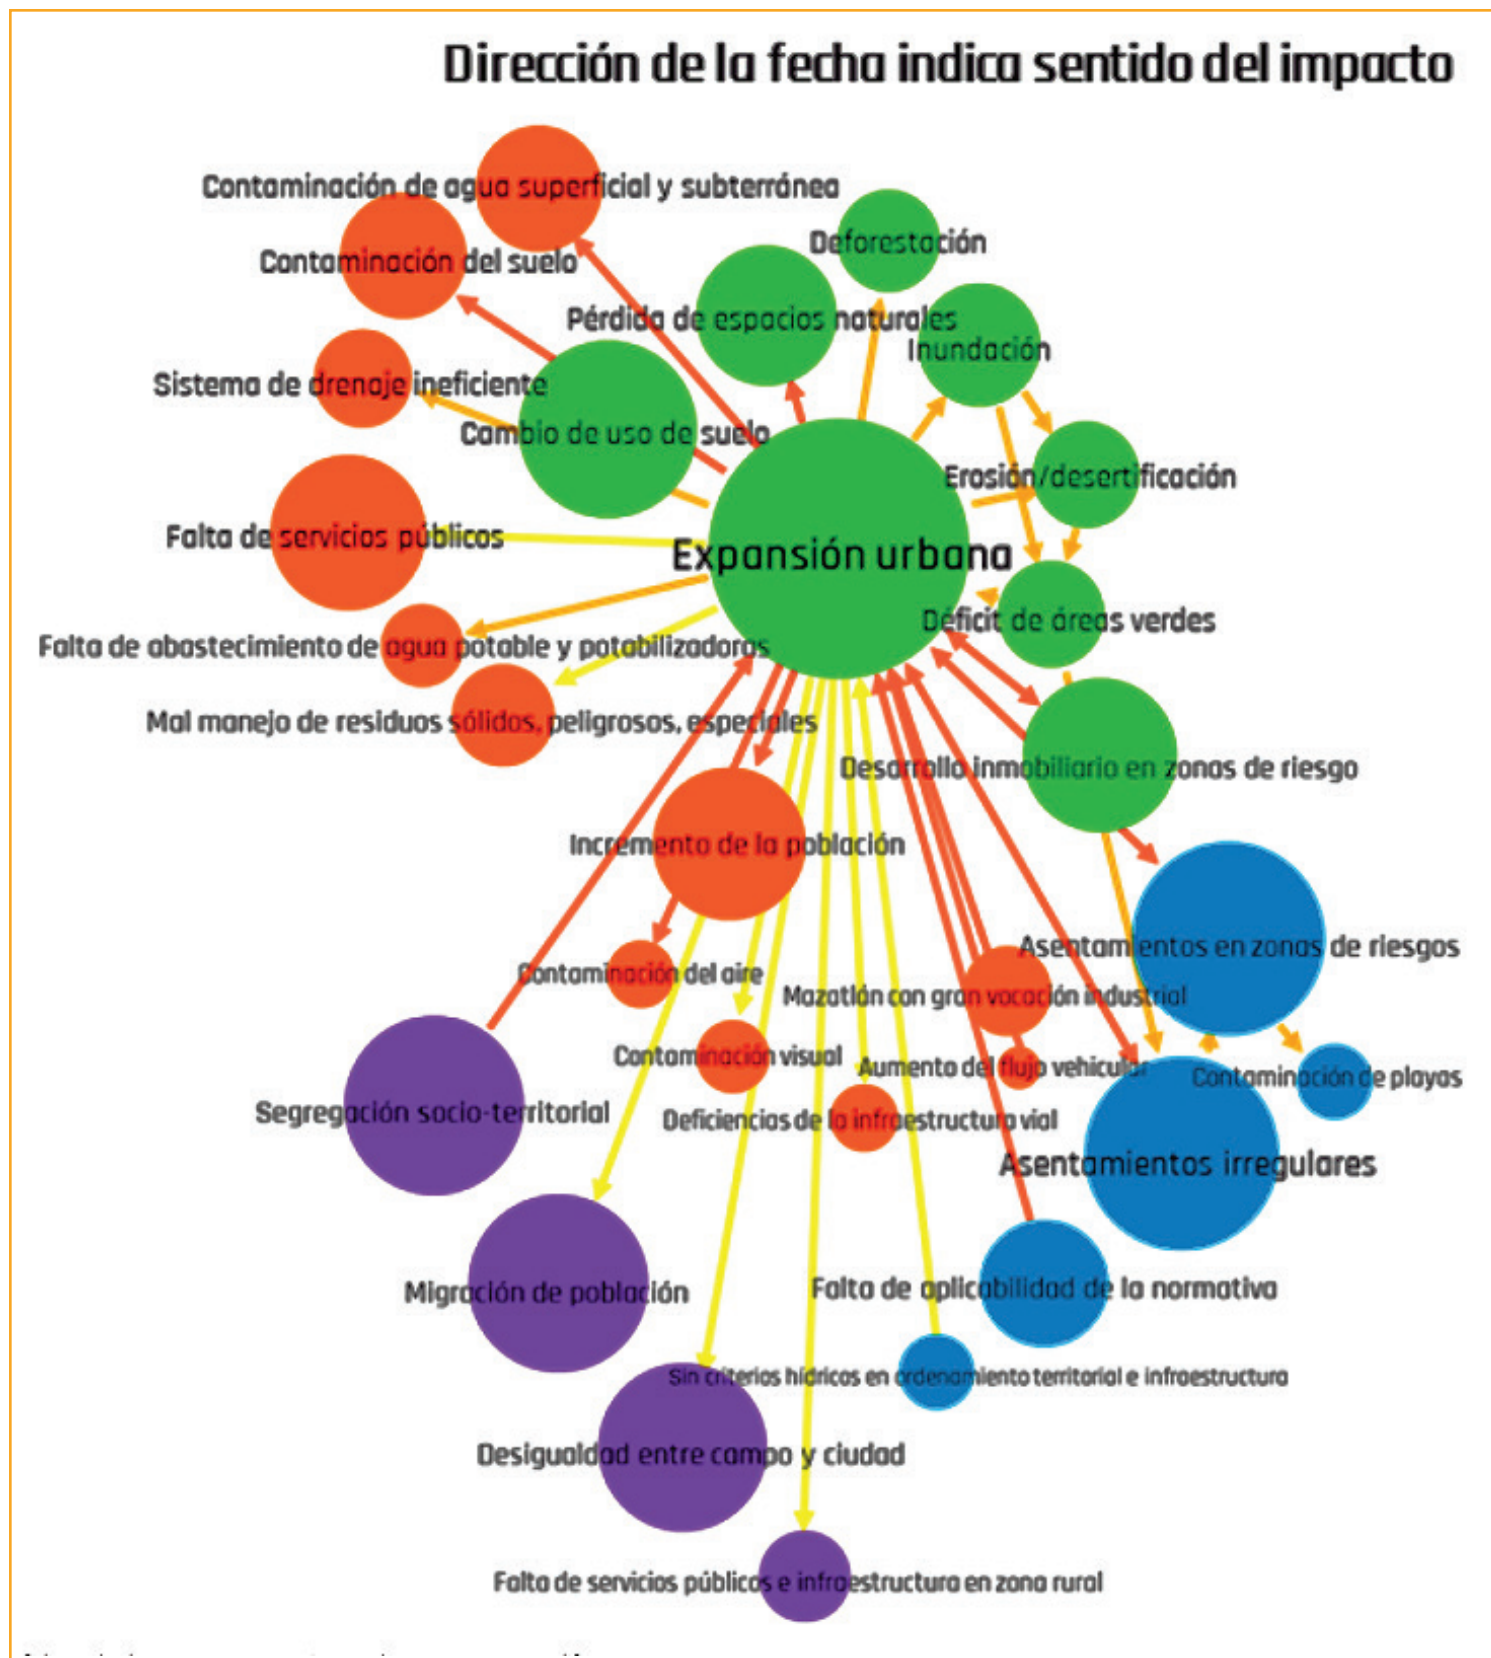 Dirección de la fecha indica sentido del impacto
Contaminación de agua superficial y subterránea
Deforestación
Contaminación del suelo
Pérdida de espacios naturales
Inundación
Sistema de drenaje ineficiente
Cambio de uso de suelo
Erosión/desertificación
Falta de servicios públicos
Expansión urbana
Déficit de áreas verdes
Falta de abastecimiento de agua potable y potabilizadoras
Mal manejo de residuos sólidos, peligrosos, especiales
Desarrollo inmobiliario en zonas de riesgo
Incremento de la población
Asentamientos en zonas de riesgos
Contaminación del aire
Mazatlán con gran vocación industrial
Contaminación visual
Aumento del flujo vehicular
Contaminación de playas
Segregación socio-territorial
Deficiencias de la infraestructura vial
Asentamientos irregulares
Migración de población
Falta de aplicabilidad de la normativa
Sin criterios hídricos en ordenamiento territorial e infraestructura
Desigualdad entre campo y ciudad
Falta de servicios públicos e infraestructura en zona rural